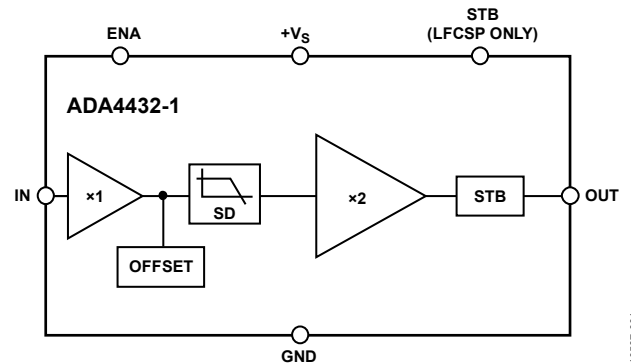 ENA
+VS
STB
(LFCSP ONLY)
ADA4432-1
IN
×1
SD
×2
STB
OUT
OFFSET
GND